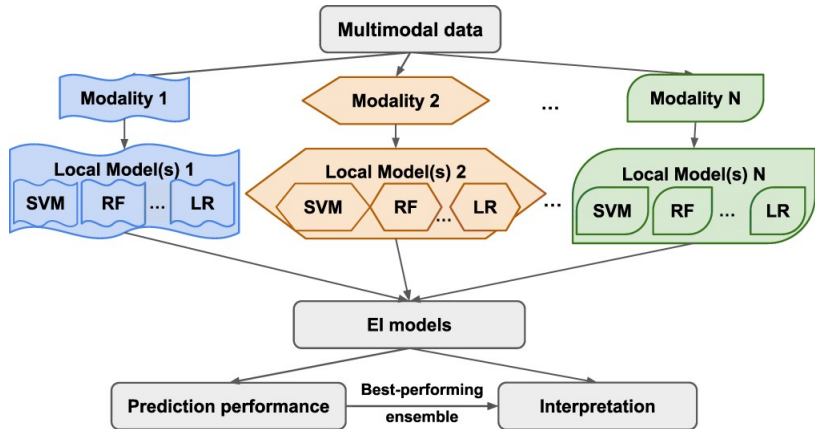 Multimodal data
Modality 1
Modality 2
...
Modality N
Local Model(s) 1
SVM
RF
...
LR
Local Model(s) 2
SVM
RF
...
LR
...
Local Model(s) N
SVM
RF
...
LR
EI models
Prediction performance
Best-performing
ensemble
Interpretation